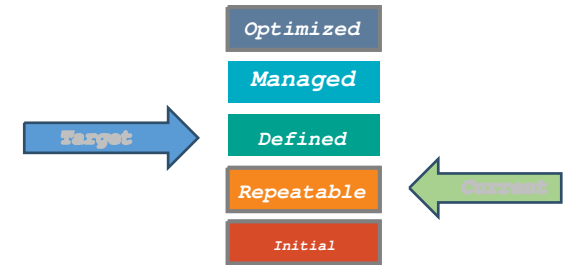 Optimized
Managed
Target
Defined
Repeatable
Current
Initial